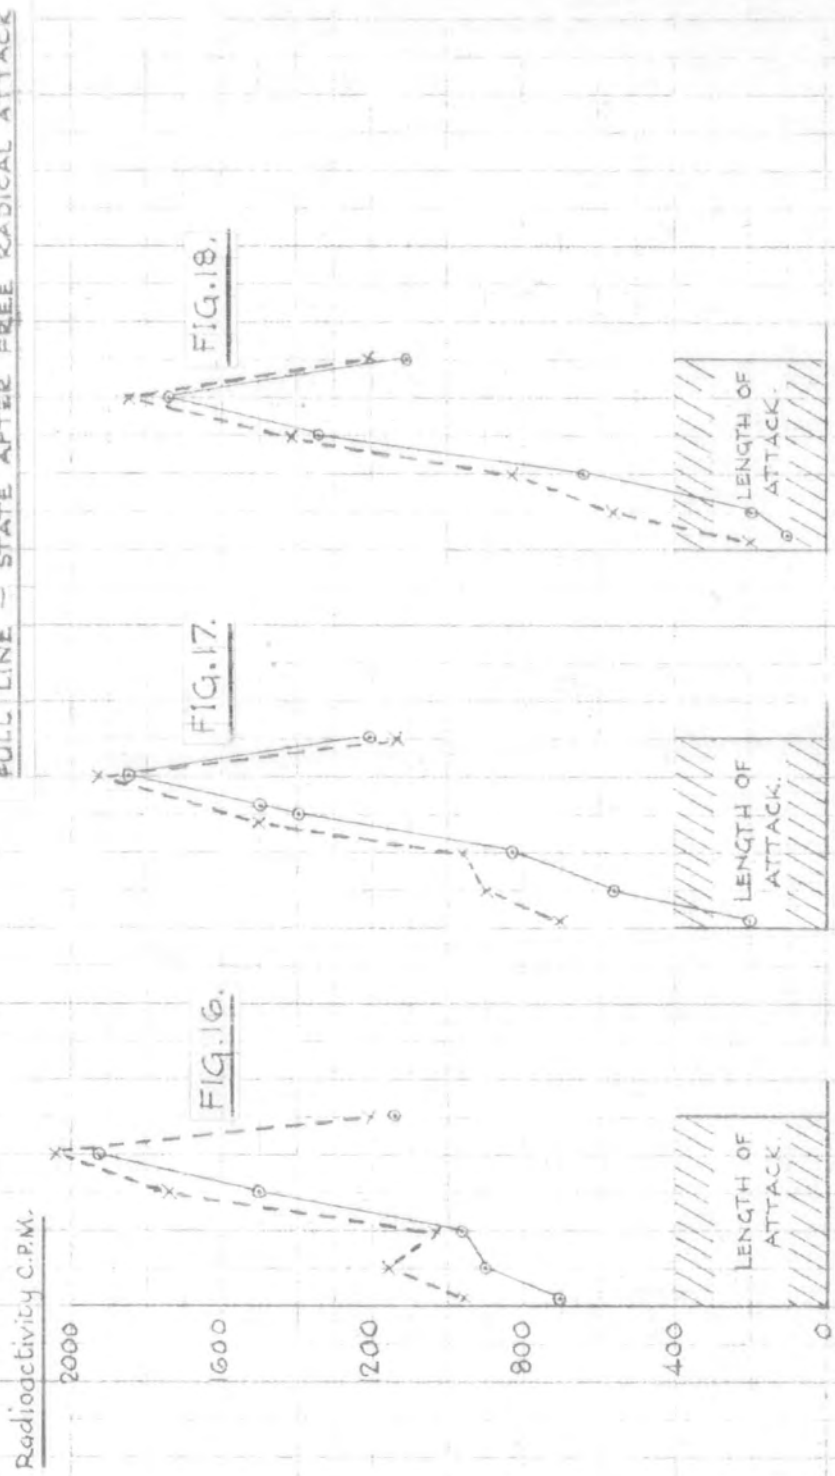 FULL LINE – STATE AFTER FREE RADICAL ATTACK
Radioactivity C.P.M.
2000
1600
1200
800
400
0
FIG.16.
LENGTH OF
ATTACK.
FIG.17.
LENGTH OF
ATTACK.
FIG.18.
LENGTH OF
ATTACK.